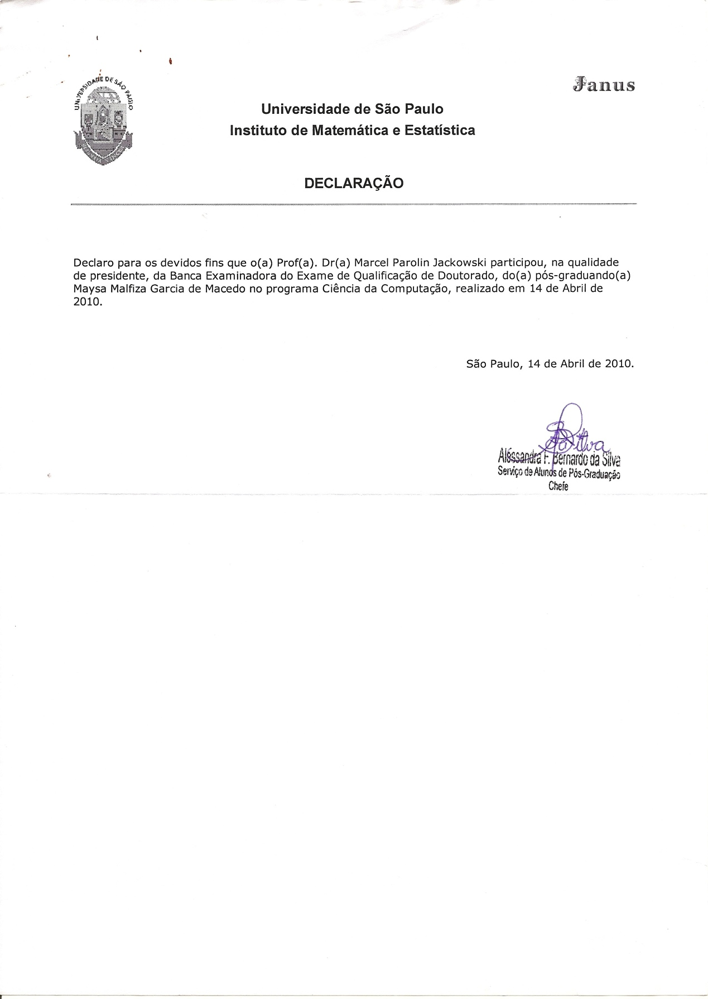 UNIVERSIDADE DE SÃO PAULO
Janus
Universidade de São Paulo
Instituto de Matemática e Estatística
DECLARAÇÃO
Declaro para os devidos fins que o(a) Prof(a). Dr(a) Marcel Parolin Jackowski participou, na qualidade
de presidente, da Banca Examinadora do Exame de Qualificação de Doutorado, do(a) pós-graduando(a)
Maysa Malfiza Garcia de Macedo no programa Ciência da Computação, realizado em 14 de Abril de
2010.
São Paulo, 14 de Abril de 2010.
Alessandra F. Bernardo da Silva
Serviço de Alunos de Pós-Graduação
Chefe